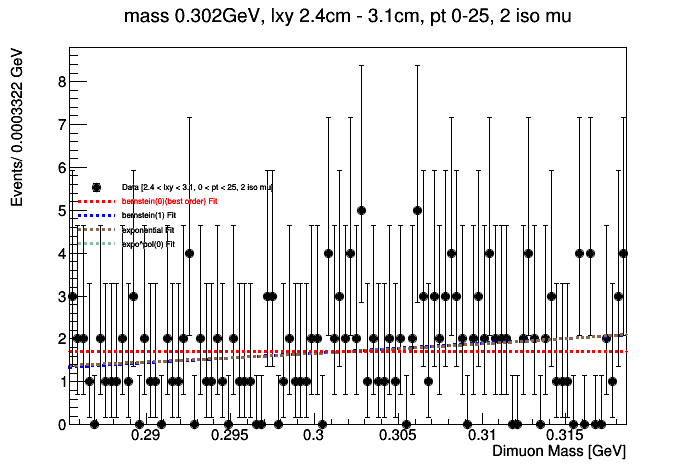 mass 0.302GeV, lxy 2.4cm - 3.1cm, pt 0-25, 2 iso mu
Events/ 0.0003322 GeV
8
7
6
5
4
3
2
1
0
Data [2.4 < lxy < 3.1, 0 < pt < 25, 2 iso mu]
bernstein(0)(best order) Fit
bernstein(1) Fit
exponential Fit
expo*pol(0) Fit
0.29 0.295 0.3 0.305 0.31 0.315
Dimuon Mass [GeV]